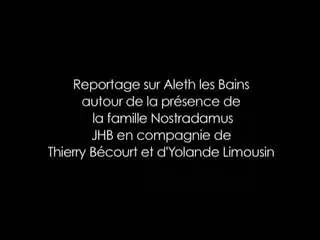 Reportage sur Aleth les Bains
autour de la présence de
la famille Nostradamus
JHB en compagnie de
Thierry Bécourt et d'Yolande Limousin